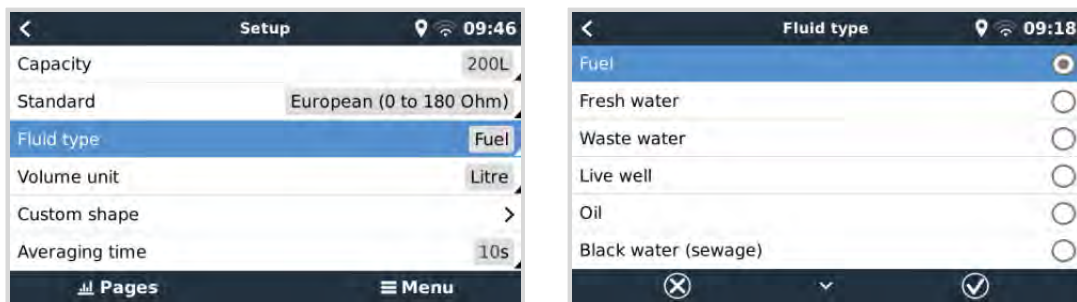 Setup 09:46
Capacity 200L
Standard European (0 to 180 Ohm)
Fluid type Fuel
Volume unit Litre
Custom shape
Averaging time 10s
Pages Menu
Fluid type 09:18
Fuel
Fresh water
Waste water
Live well
Oil
Black water (sewage)